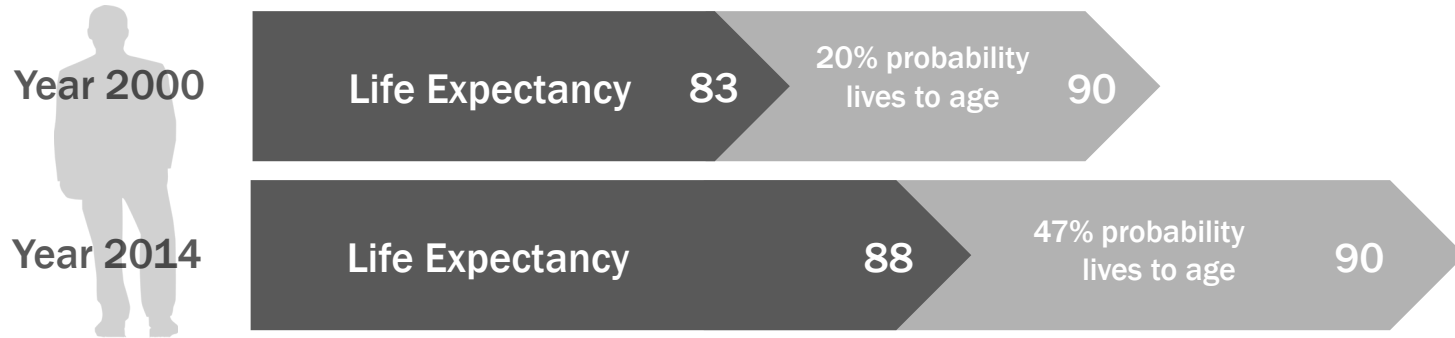 Year 2000
Life Expectancy 83
20% probability
lives to age
90
Year 2014
Life Expectancy 88
47% probability
lives to age
90